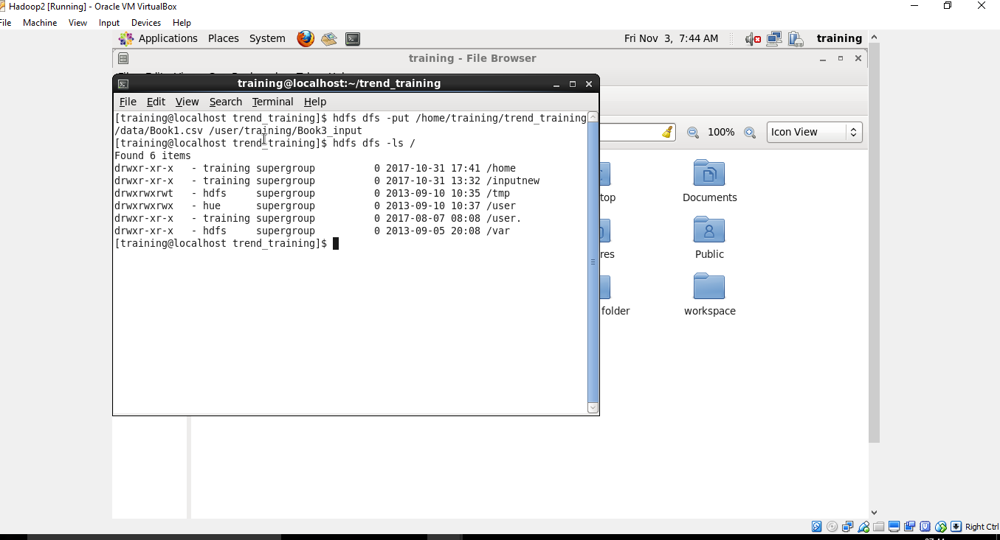 Hadoop2 [Running] - Oracle VM VirtualBox
File Machine View Input Devices Help
Applications Places System Fri Nov 3, 7:44 AM training
training - File Browser
training@localhost:~/trend_training
File Edit View Search Terminal Help
[training@localhost trend_training]$ hdfs dfs -put /home/training/trend_training
/data/Book1.csv /user/training/Book3_input
[training@localhost trend_training]$ hdfs dfs -ls /
Found 6 items
drwxr-xr-x - training supergroup 0 2017-10-31 17:41 /home
drwxr-xr-x - training supergroup 0 2017-10-31 13:32 /inputnew
drwxrwxrwt - hdfs supergroup 0 2013-09-10 10:35 /tmp
drwxrwxrwx - hue supergroup 0 2013-09-10 10:37 /user
drwxr-xr-x - training supergroup 0 2017-08-07 08:08 /user.
drwxr-xr-x - hdfs supergroup 0 2013-09-05 20:08 /var
[training@localhost trend_training]$
100% Icon View
top Documents
res Public
folder workspace
Right Ctrl